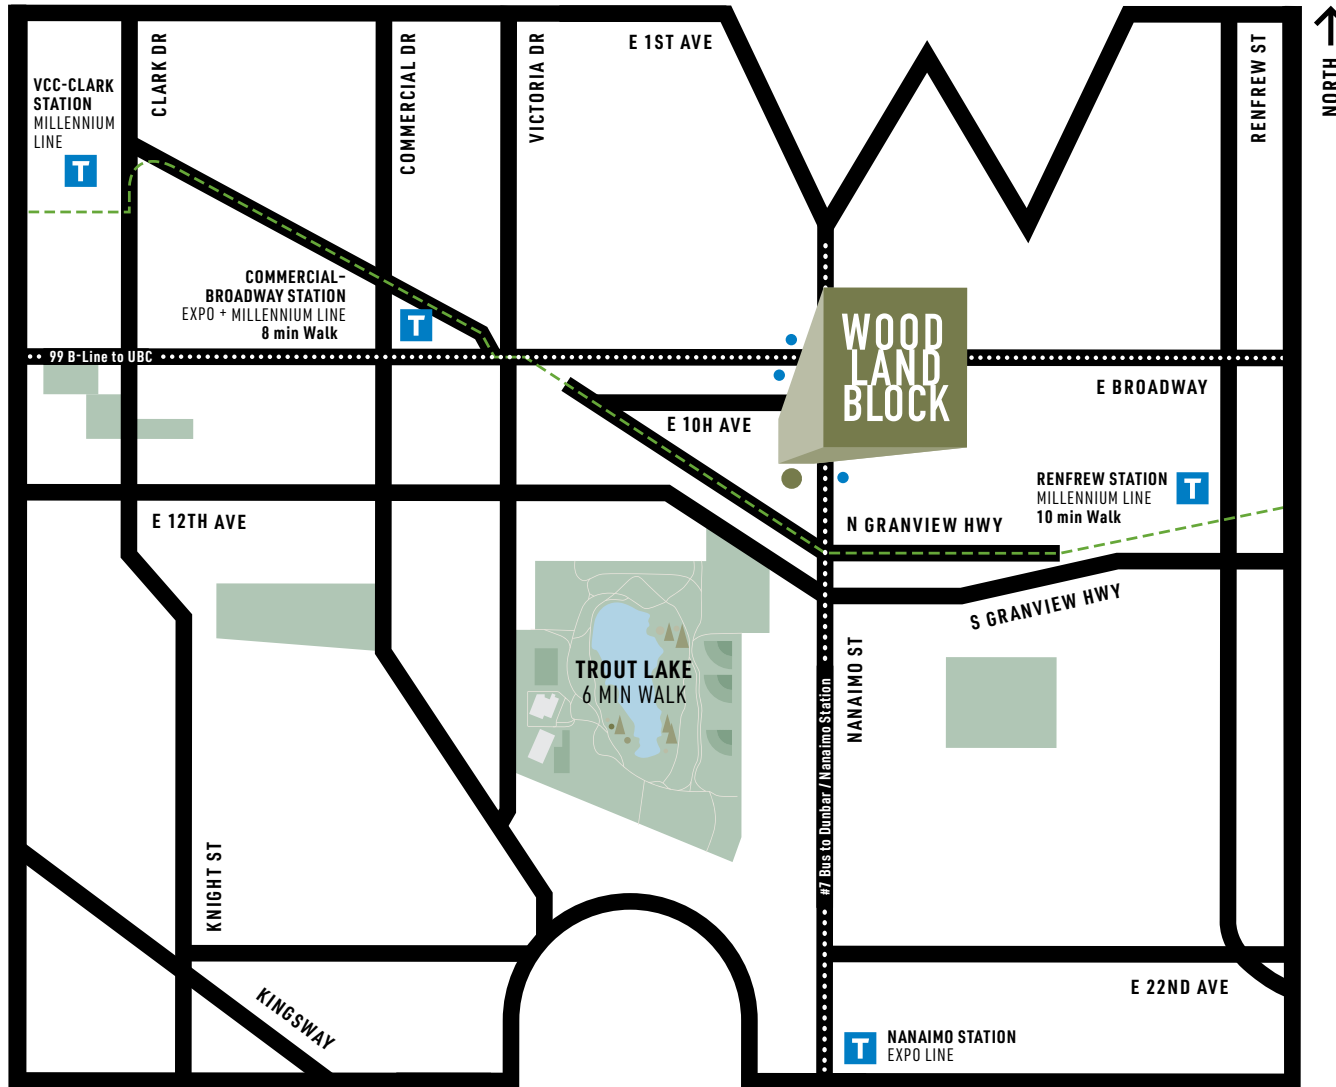 E 1ST AVE
CLARK DR
COMMERCIAL DR
VICTORIA DR
RENFREW ST
NORTH
VCC-CLARK
STATION
MILLENNIUM
LINE
T
COMMERCIAL-
BROADWAY STATION
EXPO + MILLENNIUM LINE
8 min Walk
T
99 B-Line to UBC
WOOD
LAND
BLOCK
E BROADWAY
E 10H AVE
RENFREW STATION
MILLENNIUM LINE
10 min Walk
T
E 12TH AVE
N GRANVIEW HWY
S GRANVIEW HWY
TROUT LAKE
6 MIN WALK
NANAIMO ST
#7 Bus to Dunbar / Nanaimo Station
KNIGHT ST
KINGSWAY
E 22ND AVE
T
NANAIMO STATION
EXPO LINE